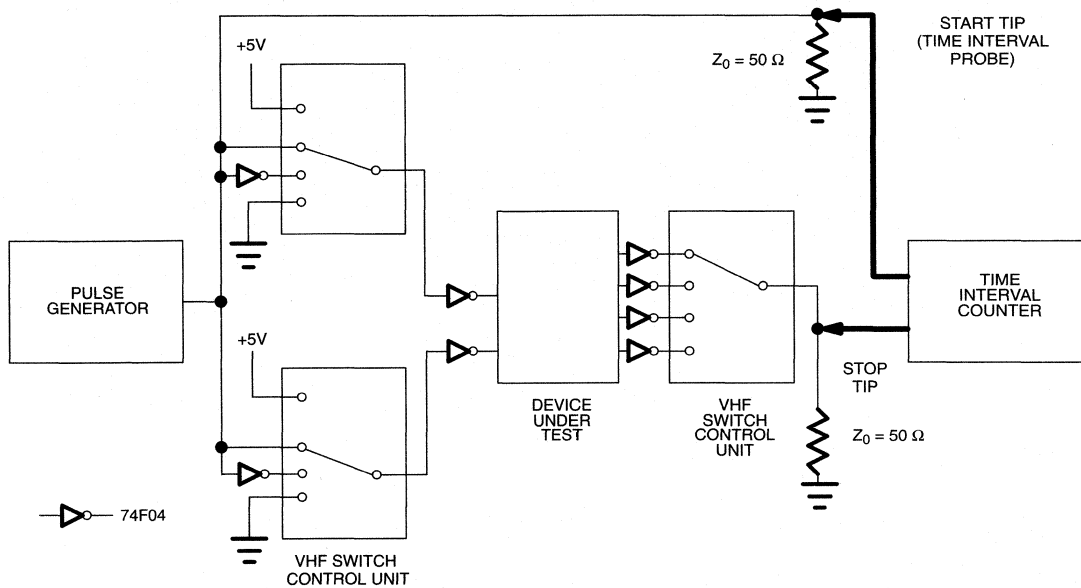 START TIP
(TIME INTERVAL
PROBE)
Z0 = 50 Ω
+5V
PULSE
GENERATOR
TIME
INTERVAL
COUNTER
+5V
STOP
TIP
DEVICE
UNDER
TEST
VHF
SWITCH
CONTROL
UNIT
Z0 = 50 Ω
74F04
VHF SWITCH
CONTROL UNIT